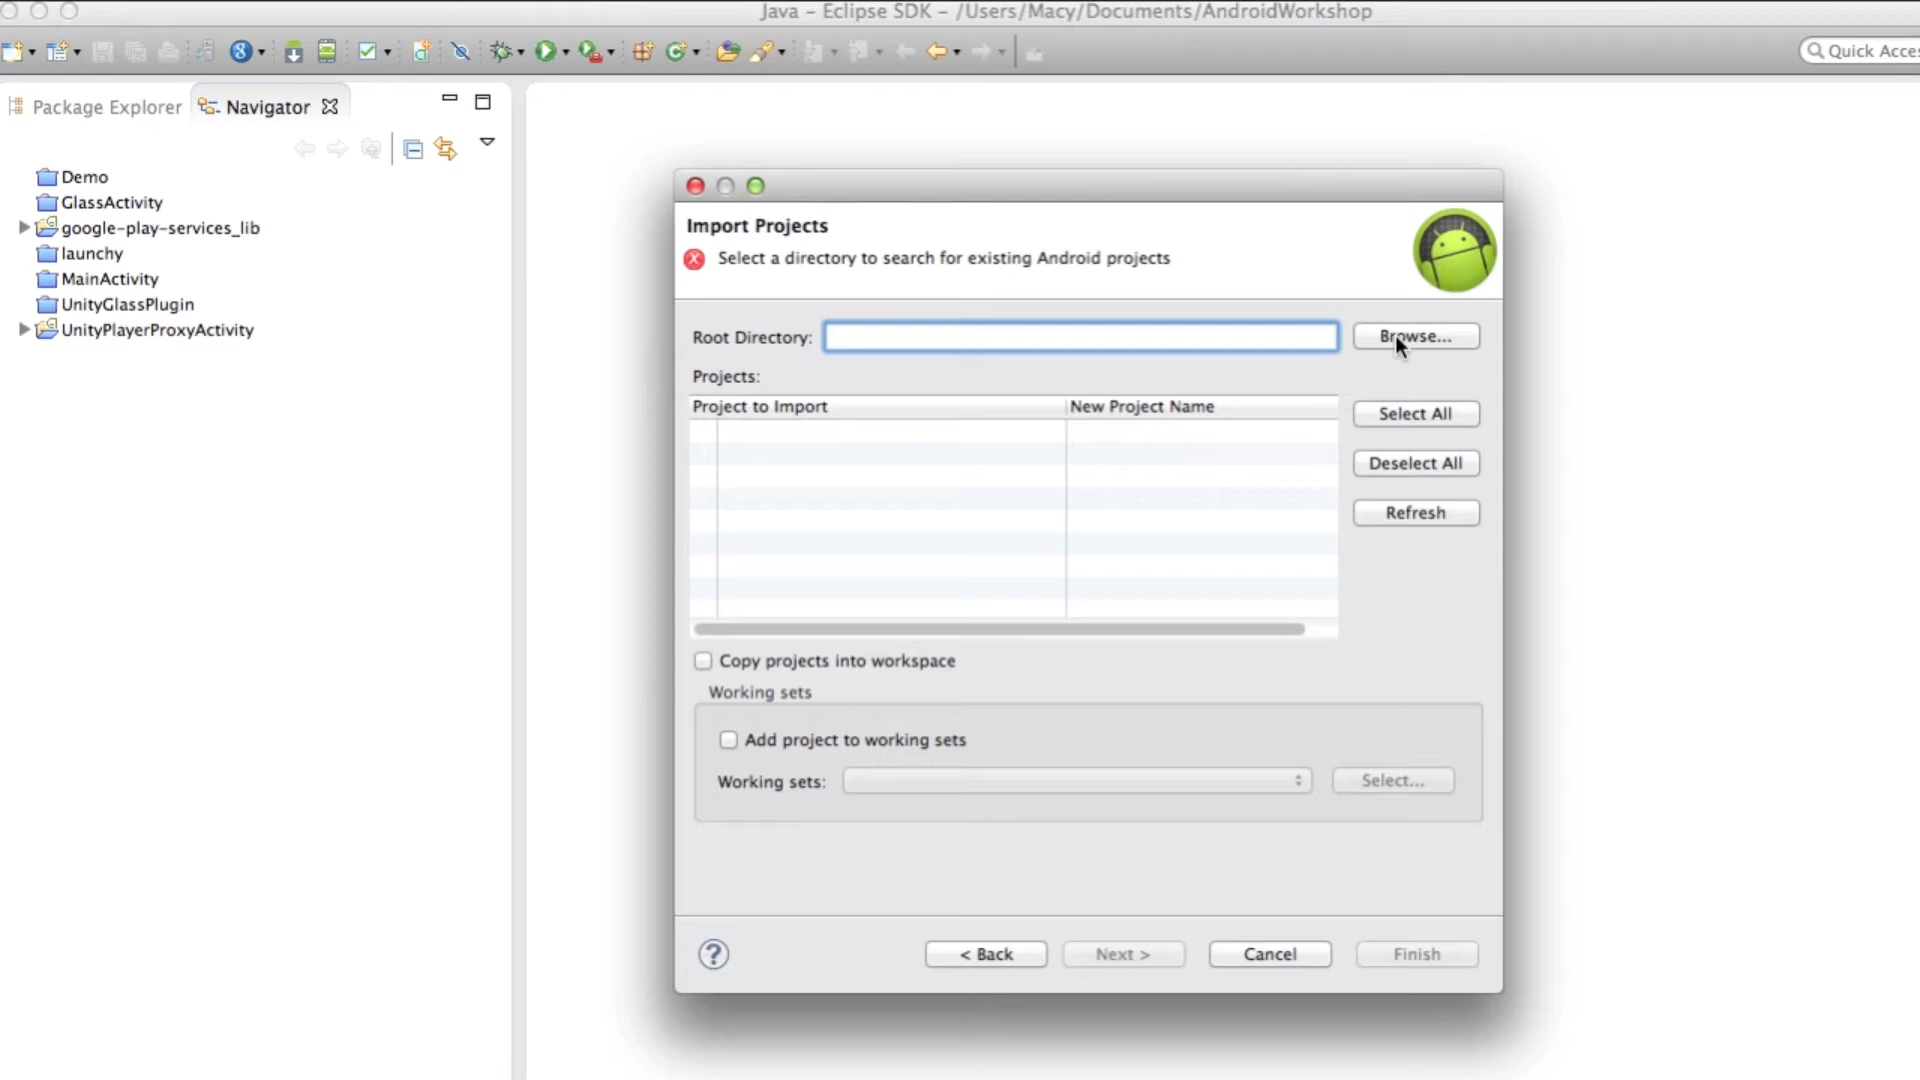 Java – Eclipse SDK – /Users/Macy/Documents/AndroidWorkshop
Quick Acces
Package Explorer
Navigator
Demo
GlassActivity
google-play-services_lib
launchy
MainActivity
UnityGlassPlugin
UnityPlayerProxyActivity
Import Projects
Select a directory to search for existing Android projects
Root Directory:
Browse...
Projects:
Project to Import
New Project Name
Select All
Deselect All
Refresh
Copy projects into workspace
Working sets
Add project to working sets
Working sets:
Select...
?
< Back
Next >
Cancel
Finish